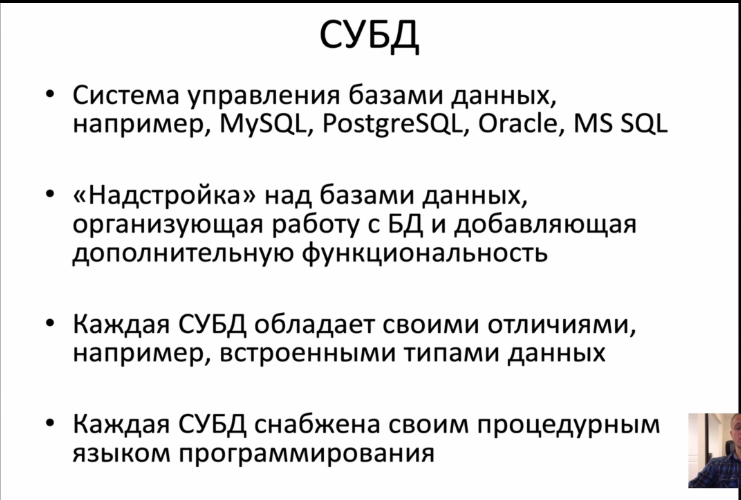 СУБД
• Система управления базами данных,
например, MySQL, PostgreSQL, Oracle, MS SQL
• «Надстройка» над базами данных,
организующая работу с БД и добавляющая
дополнительную функциональность
• Каждая СУБД обладает своими отличиями,
например, встроенными типами данных
• Каждая СУБД снабжена своим процедурным
языком программирования